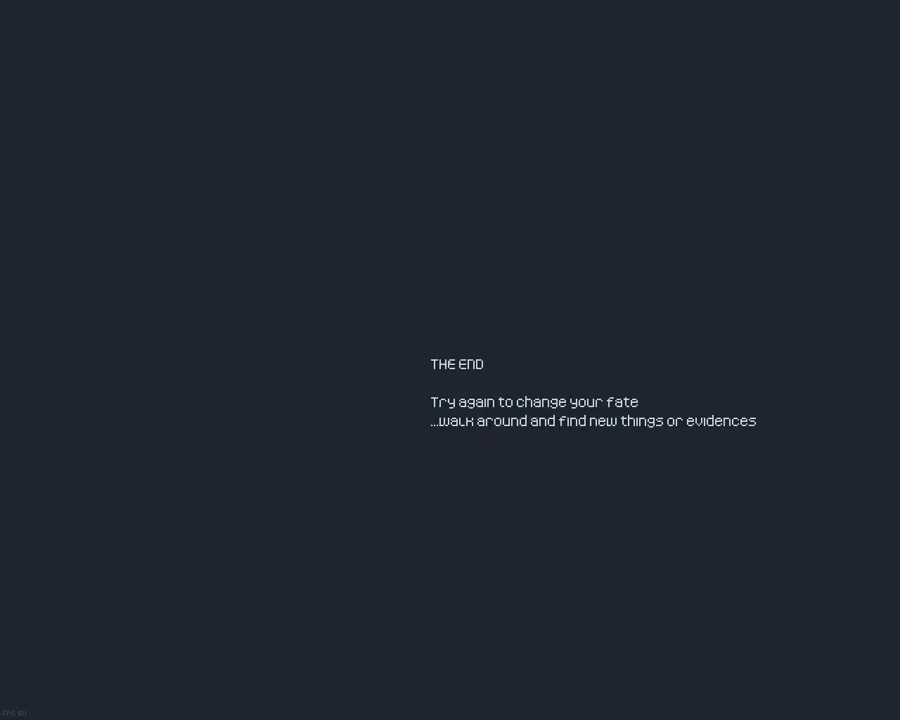 THE END
Try again to change your fate
...walk around and find new things or evidences